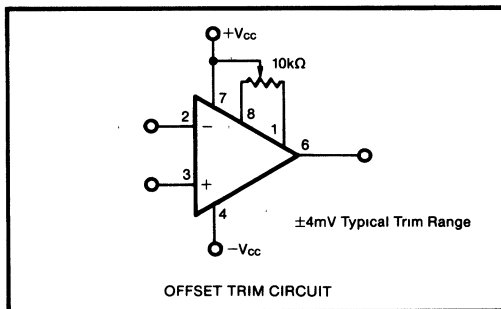 +Vcc
10kΩ
7
8
1
2
−
6
3
+
4
±4mV Typical Trim Range
−Vcc
OFFSET TRIM CIRCUIT